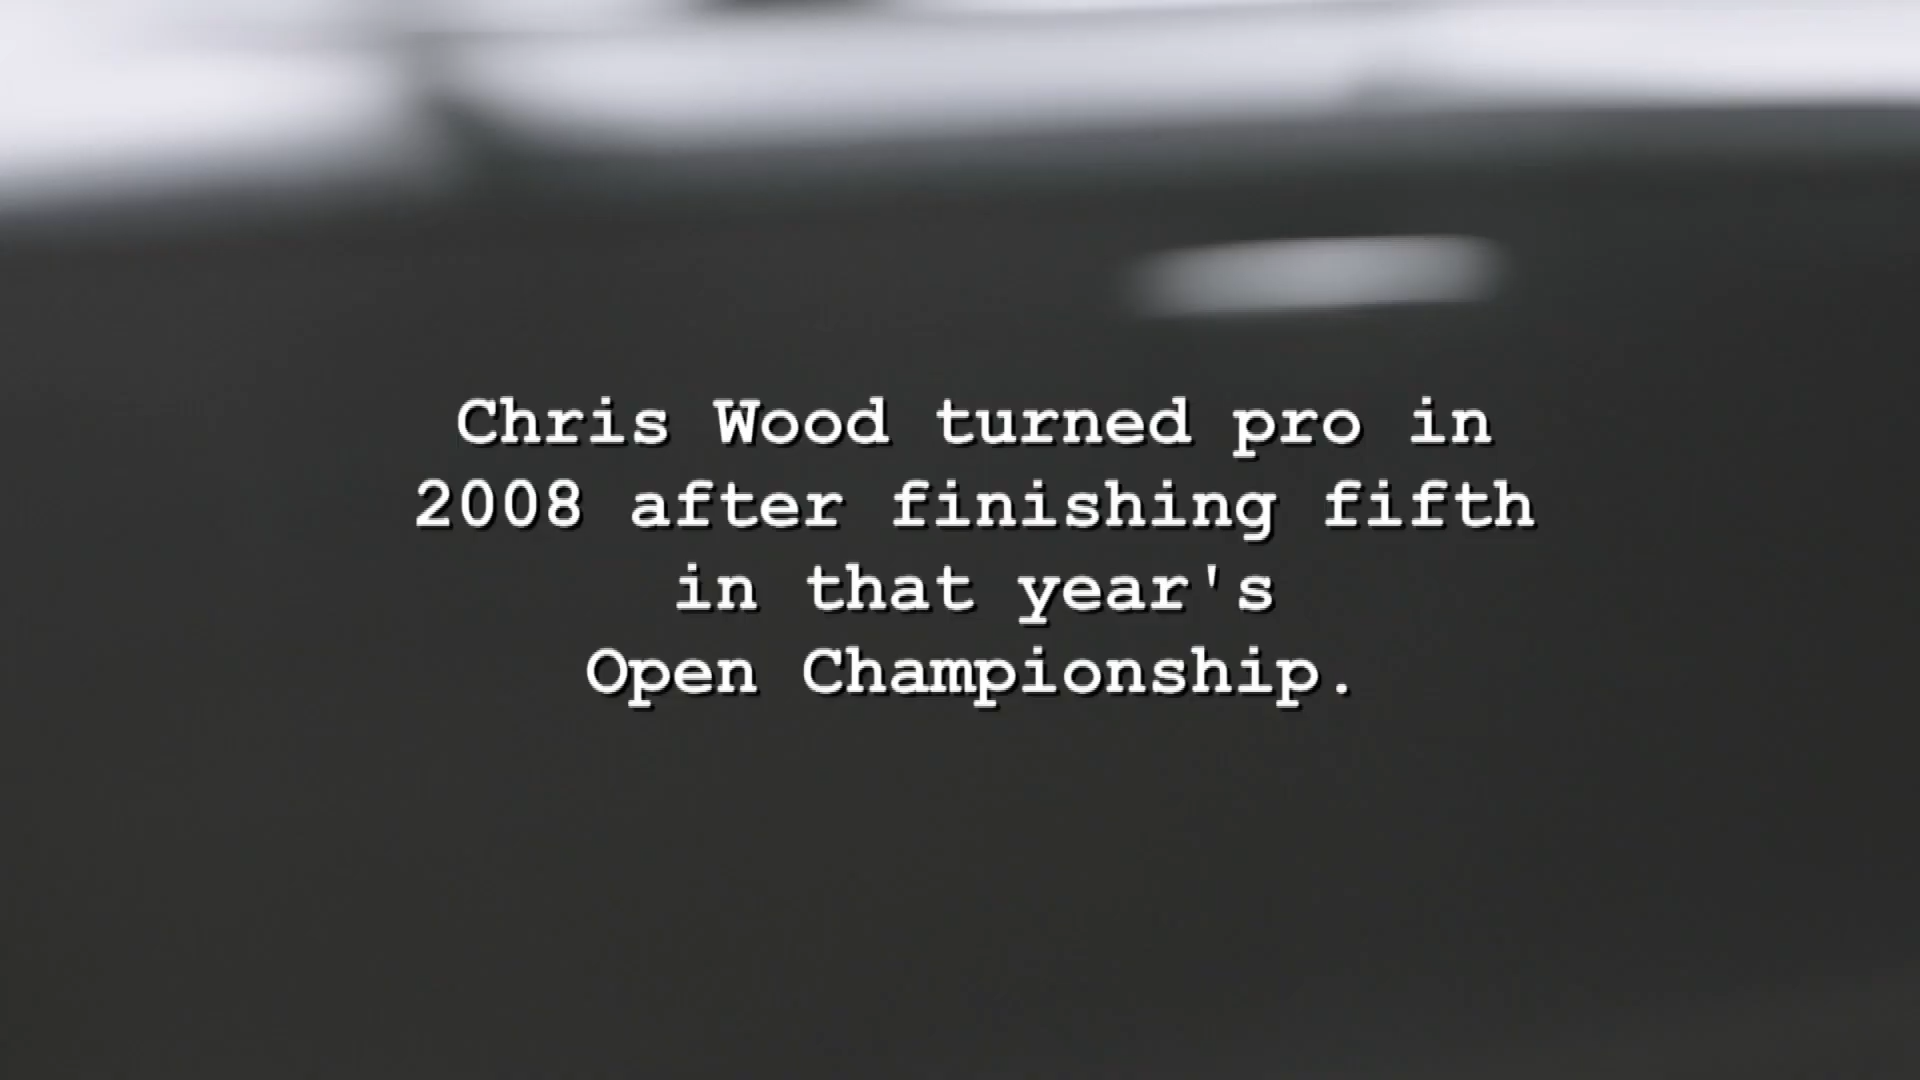 Chris Wood turned pro in
2008 after finishing fifth
in that year's
Open Championship.